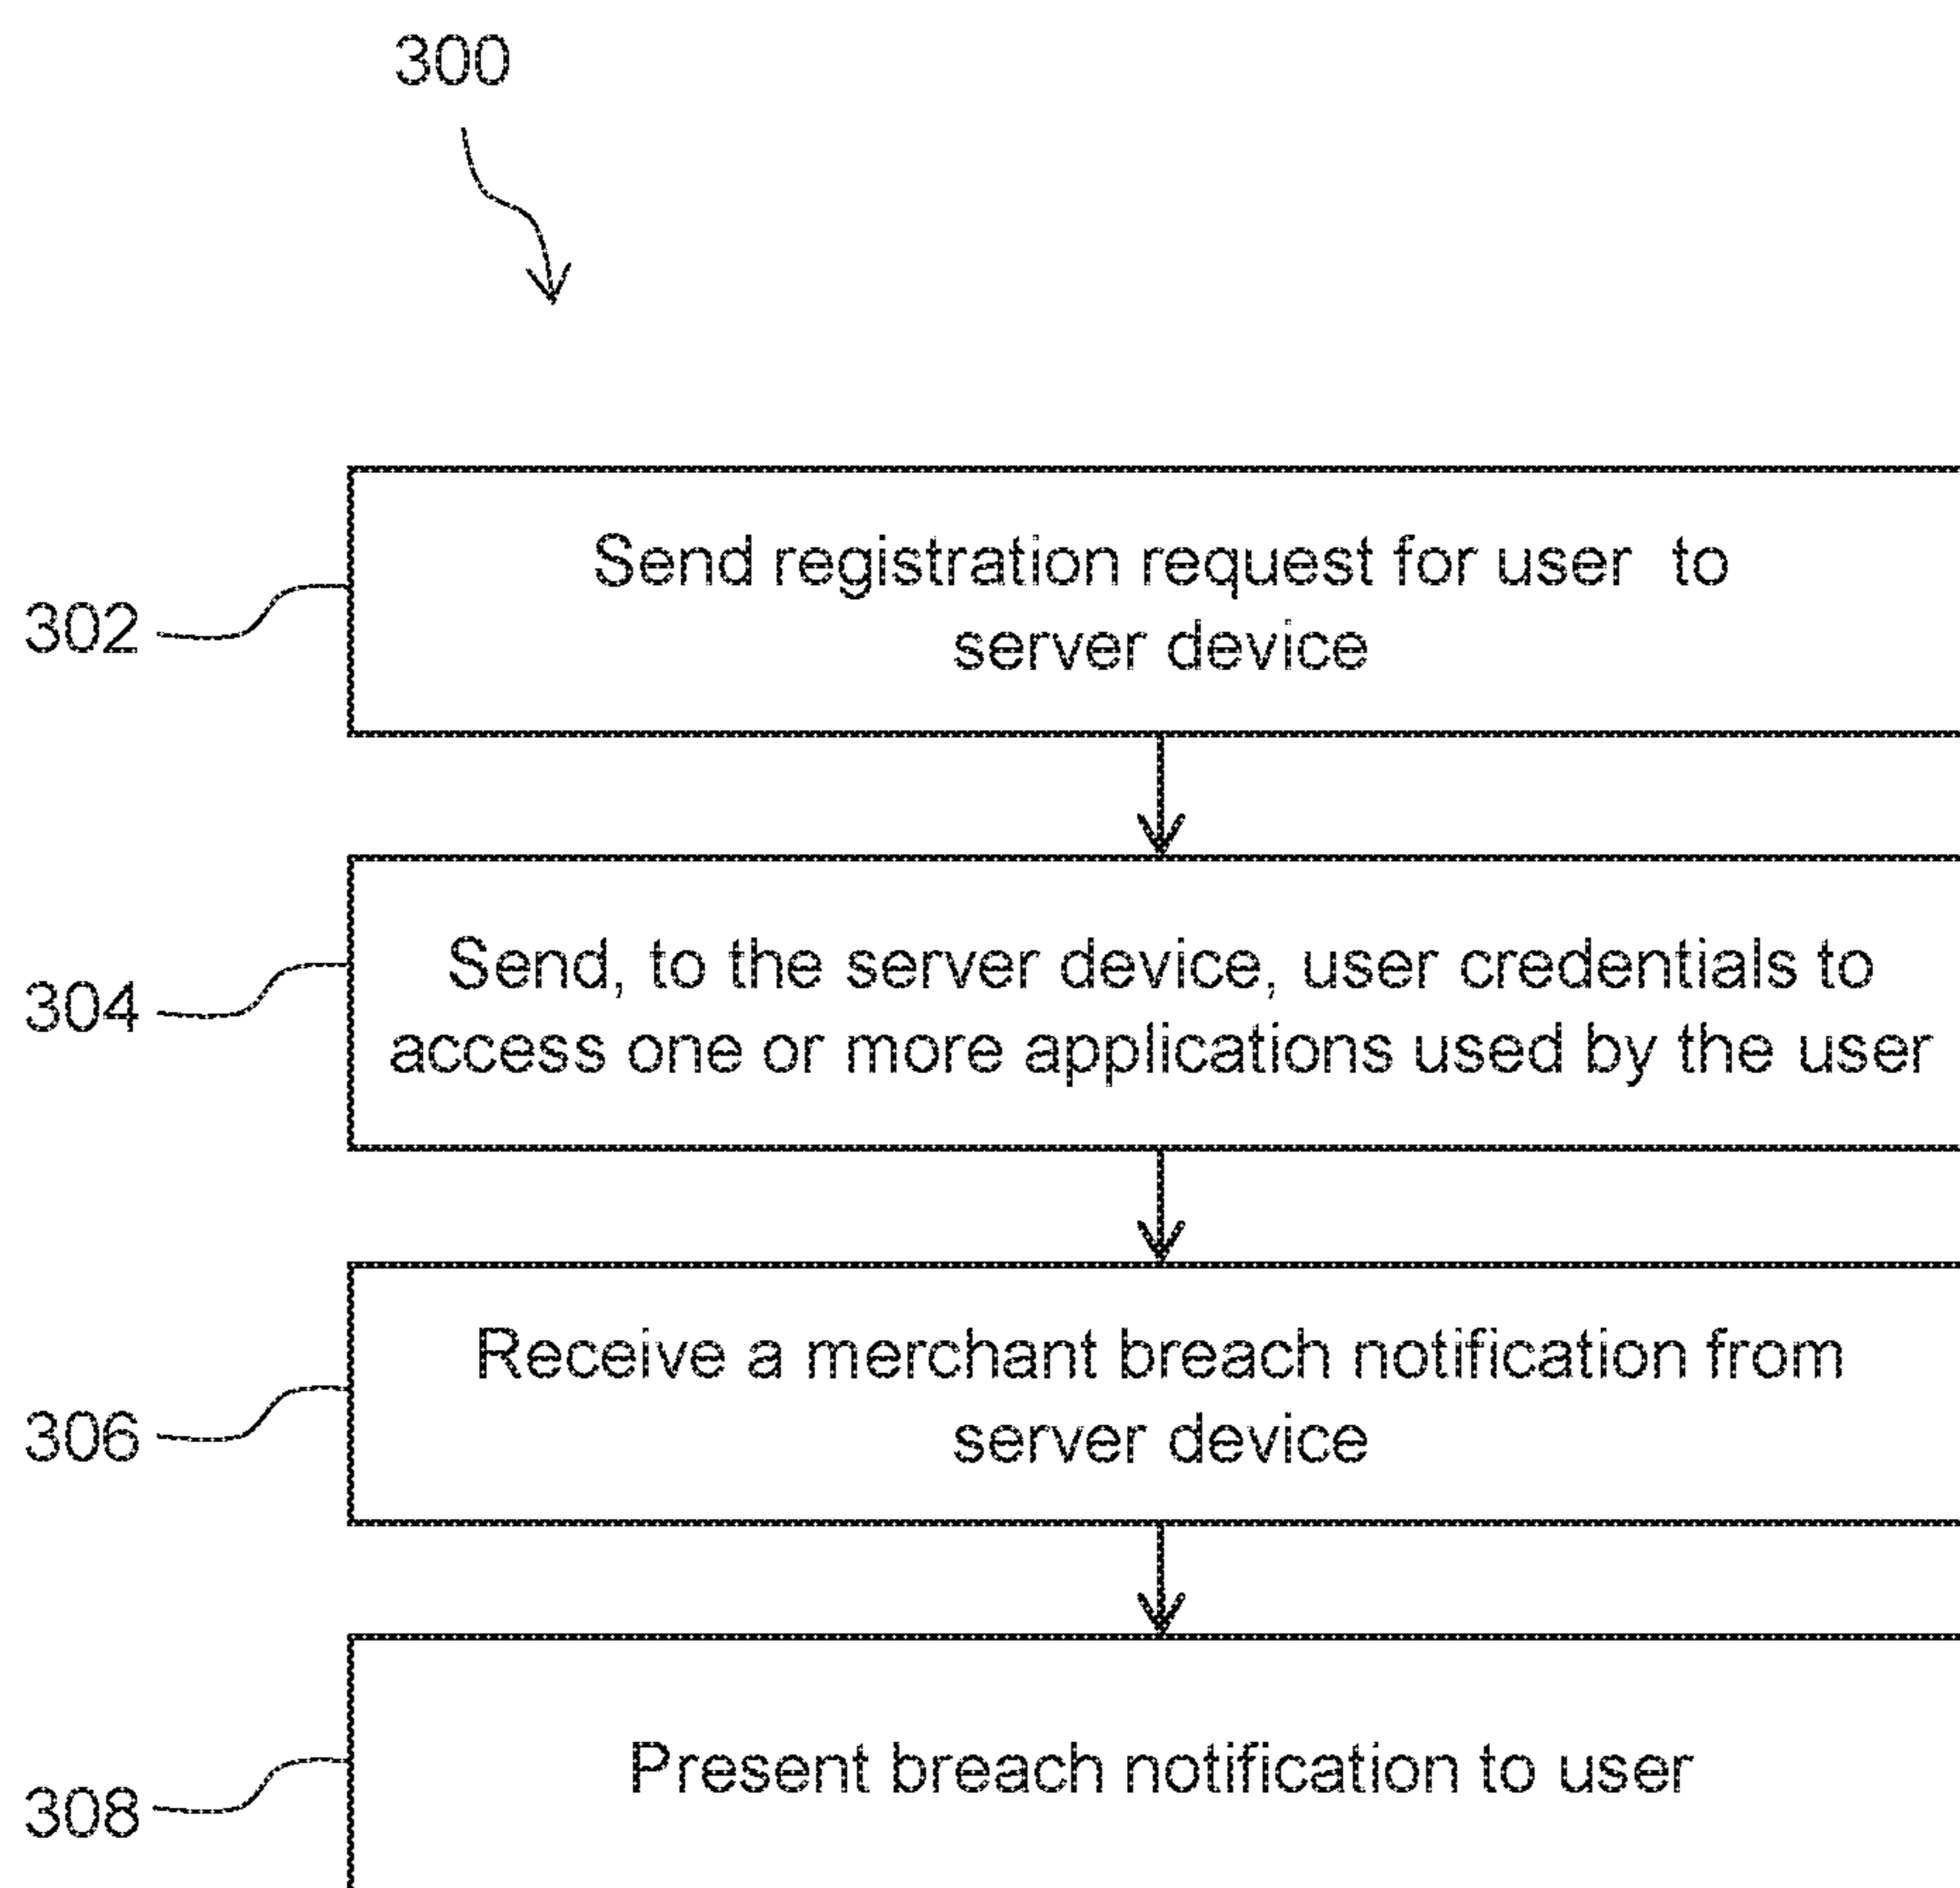 300
302
Send registration request for user to
server device
304
Send, to the server device, user credentials to
access one or more applications used by the user
306
Receive a merchant breach notification from
server device
308
Present breach notification to user